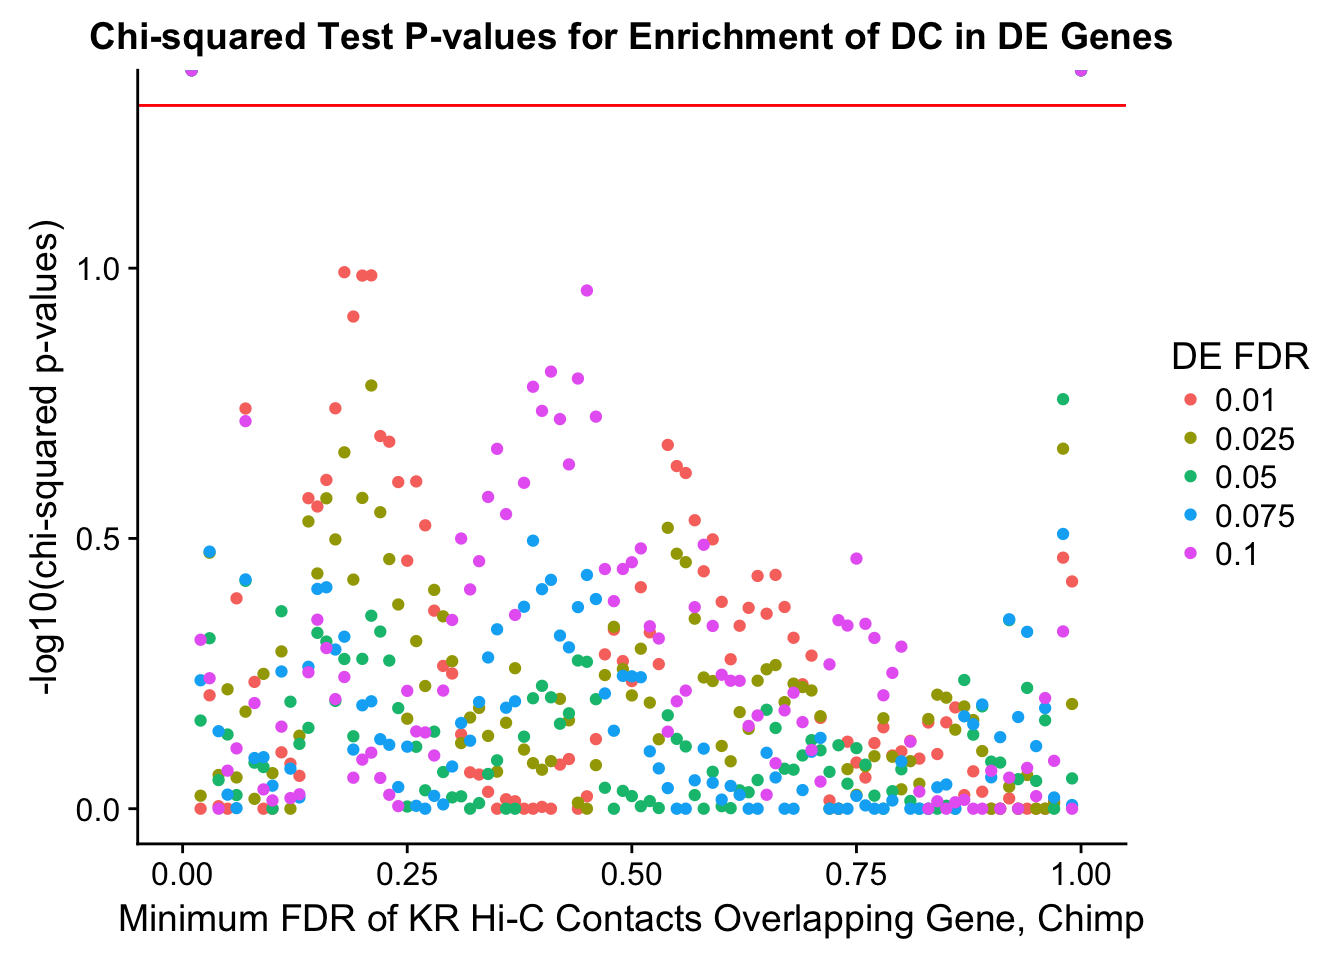 Chi-squared Test P-values for Enrichment of DC in DE Genes
-log10(chi-squared p-values)
1.0
0.5
0.0
0.00 0.25 0.50 0.75 1.00
Minimum FDR of KR Hi-C Contacts Overlapping Gene, Chimp
DE FDR
0.01
0.025
0.05
0.075
0.1